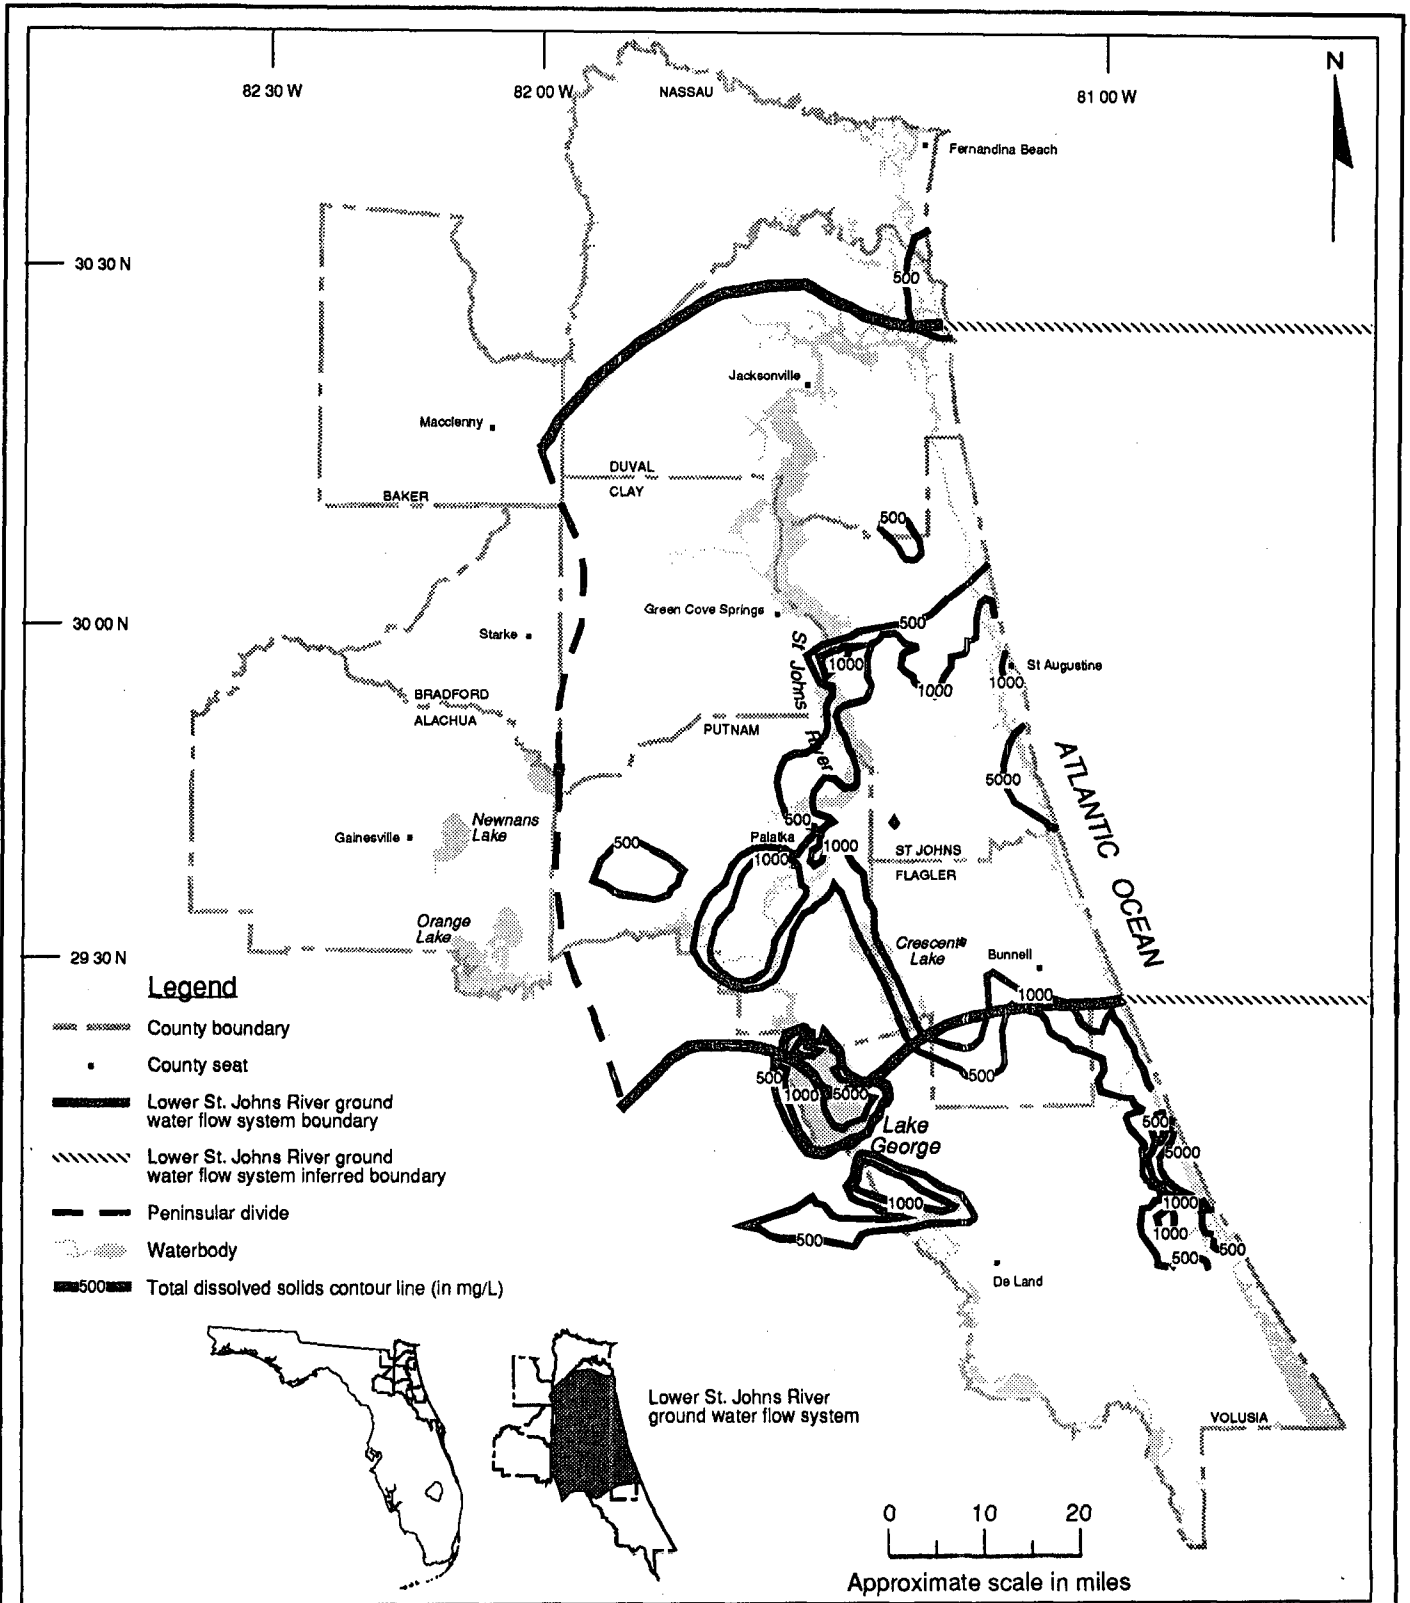 82 30 W
82 00 W
81 00 W
N
NASSAU
Fernandina Beach
30 30 N
500
Jacksonville
Macclenny
DUVAL
CLAY
BAKER
500
30 00 N
Green Cove Springs
500
Starke
St Johns
River
1000
1000
1000
St Augustine
BRADFORD
ALACHUA
PUTNAM
5000
ATLANTIC OCEAN
Newnans
Lake
Gainesville
500
Palatka
1000
1000
500
ST JOHNS
FLAGLER
Orange
Lake
Crescent
Lake
Bunnell
29 30 N
1000
Legend
County boundary
County seat
Lower St. Johns River ground
water flow system boundary
Lower St. Johns River ground
water flow system inferred boundary
Peninsular divide
Waterbody
500
Total dissolved solids contour line (in mg/L)
500
1000
5000
500
Lake
George
500
5000
1000
1000
1000
500
500
500
De Land
Lower St. Johns River
ground water flow system
VOLUSIA
0 10 20
Approximate scale in miles